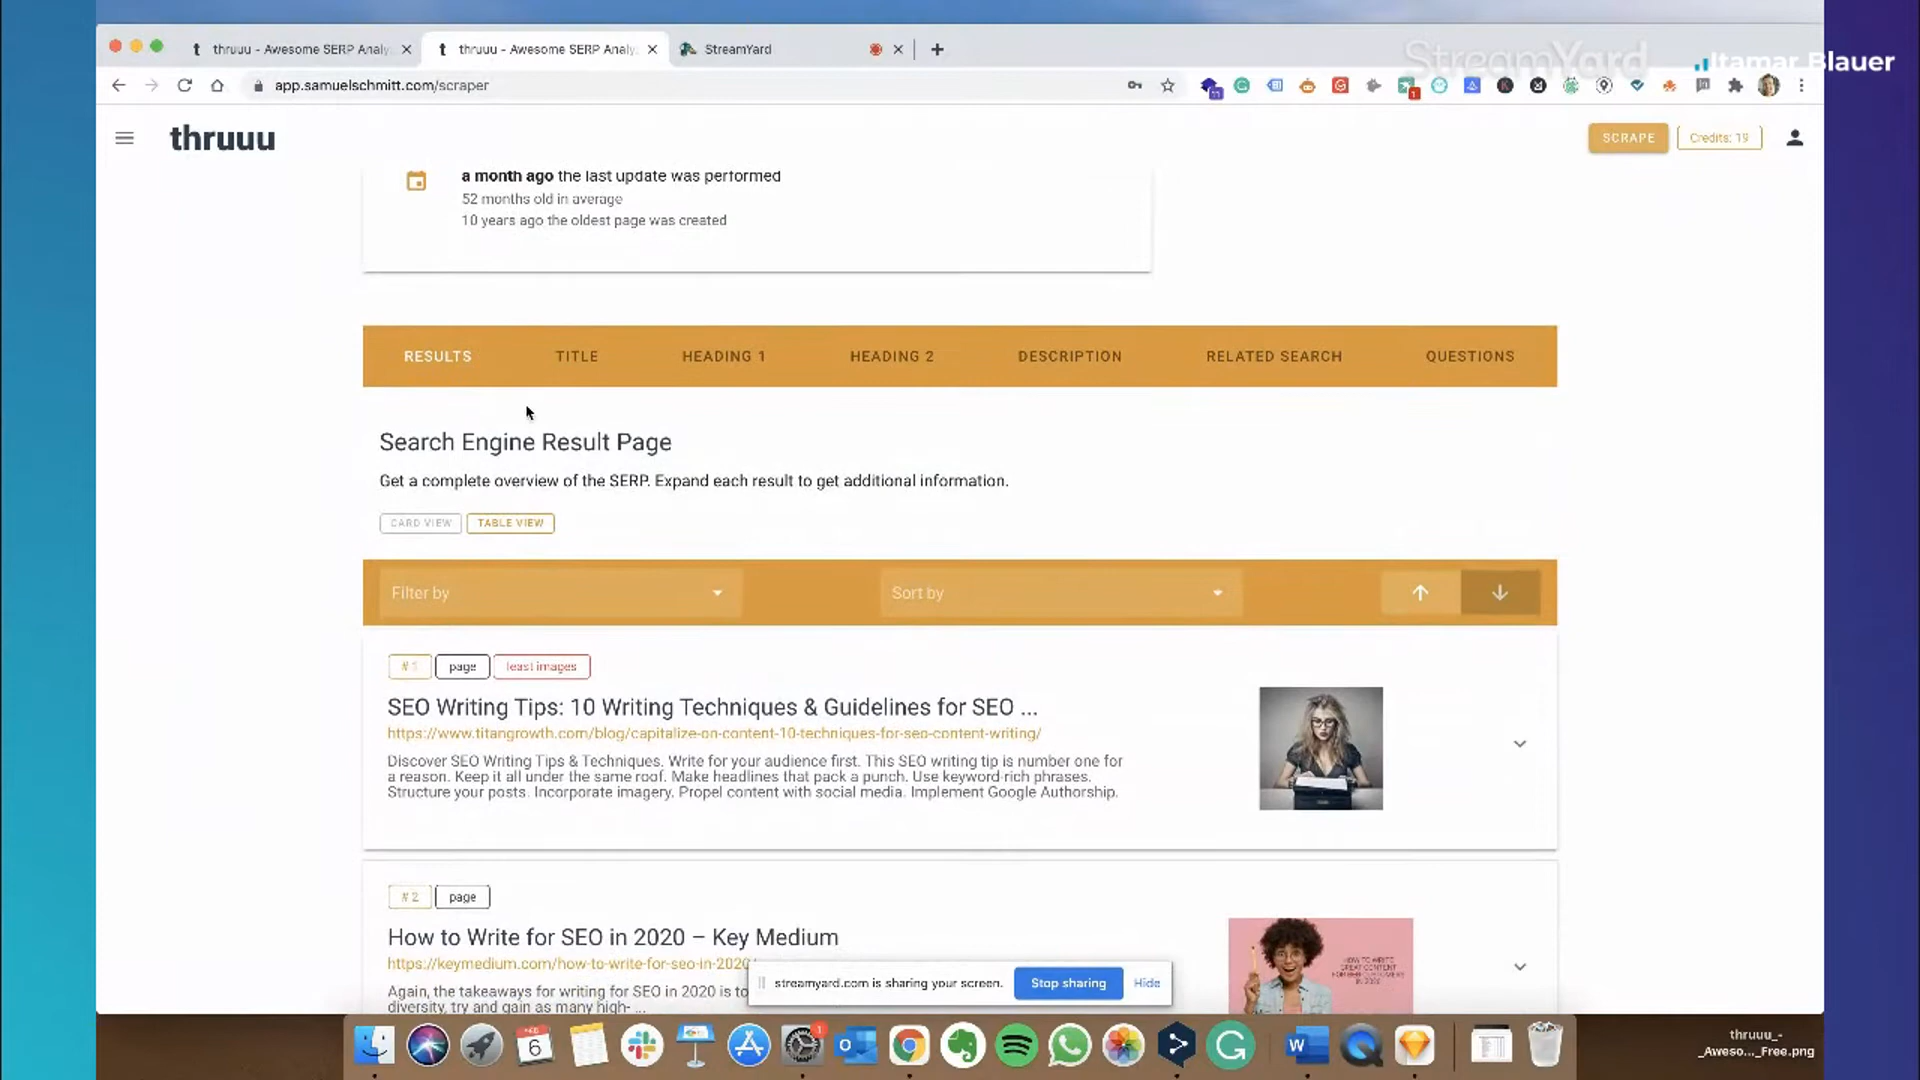 thruuu - Awesome SERP Analy
thruuu - Awesome SERP Analy
StreamYard
StreamYard
Itamar Blauer
app.samuelschmitt.com/scraper
thruuu
SCRAPE
Credits: 19
a month ago the last update was performed
52 months old in average
10 years ago the oldest page was created
RESULTS
TITLE
HEADING 1
HEADING 2
DESCRIPTION
RELATED SEARCH
QUESTIONS
Search Engine Result Page
Get a complete overview of the SERP. Expand each result to get additional information.
CARD VIEW
TABLE VIEW
Filter by
Sort by
# 1
page
least images
SEO Writing Tips: 10 Writing Techniques & Guidelines for SEO ...
https://www.titangrowth.com/blog/capitalize-on-content-10-techniques-for-seo-content-writing/
Discover SEO Writing Tips & Techniques. Write for your audience first. This SEO writing tip is number one for
a reason. Keep it all under the same roof. Make headlines that pack a punch. Use keyword-rich phrases.
Structure your posts. Incorporate imagery. Propel content with social media. Implement Google Authorship.
# 2
page
How to Write for SEO in 2020 – Key Medium
https://keymedium.com/how-to-write-for-seo-in-2020
Again, the takeaways for writing for SEO in 2020 is to
diversity, try and gain as many high- ...
HOW TO WRITE
streamyard.com is sharing your screen.
Stop sharing
Hide
6
thruuu_-
_Aweso..._Free.png